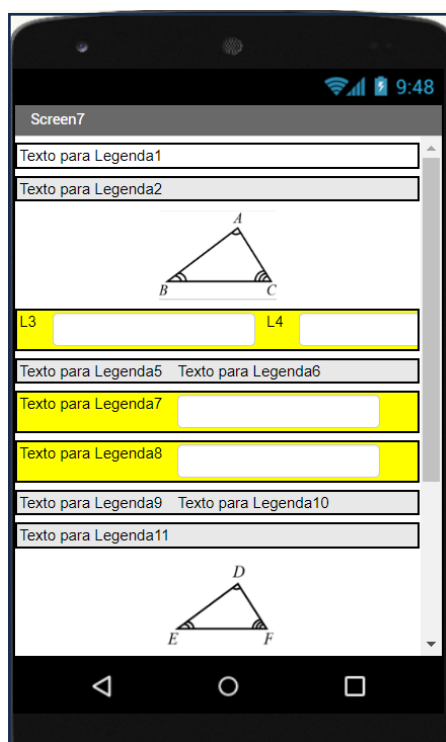 9:48
Screen7
Texto para Legenda1
Texto para Legenda2
A
B C
L3 L4
Texto para Legenda5 Texto para Legenda6
Texto para Legenda7
Texto para Legenda8
Texto para Legenda9 Texto para Legenda10
Texto para Legenda11
D
E F